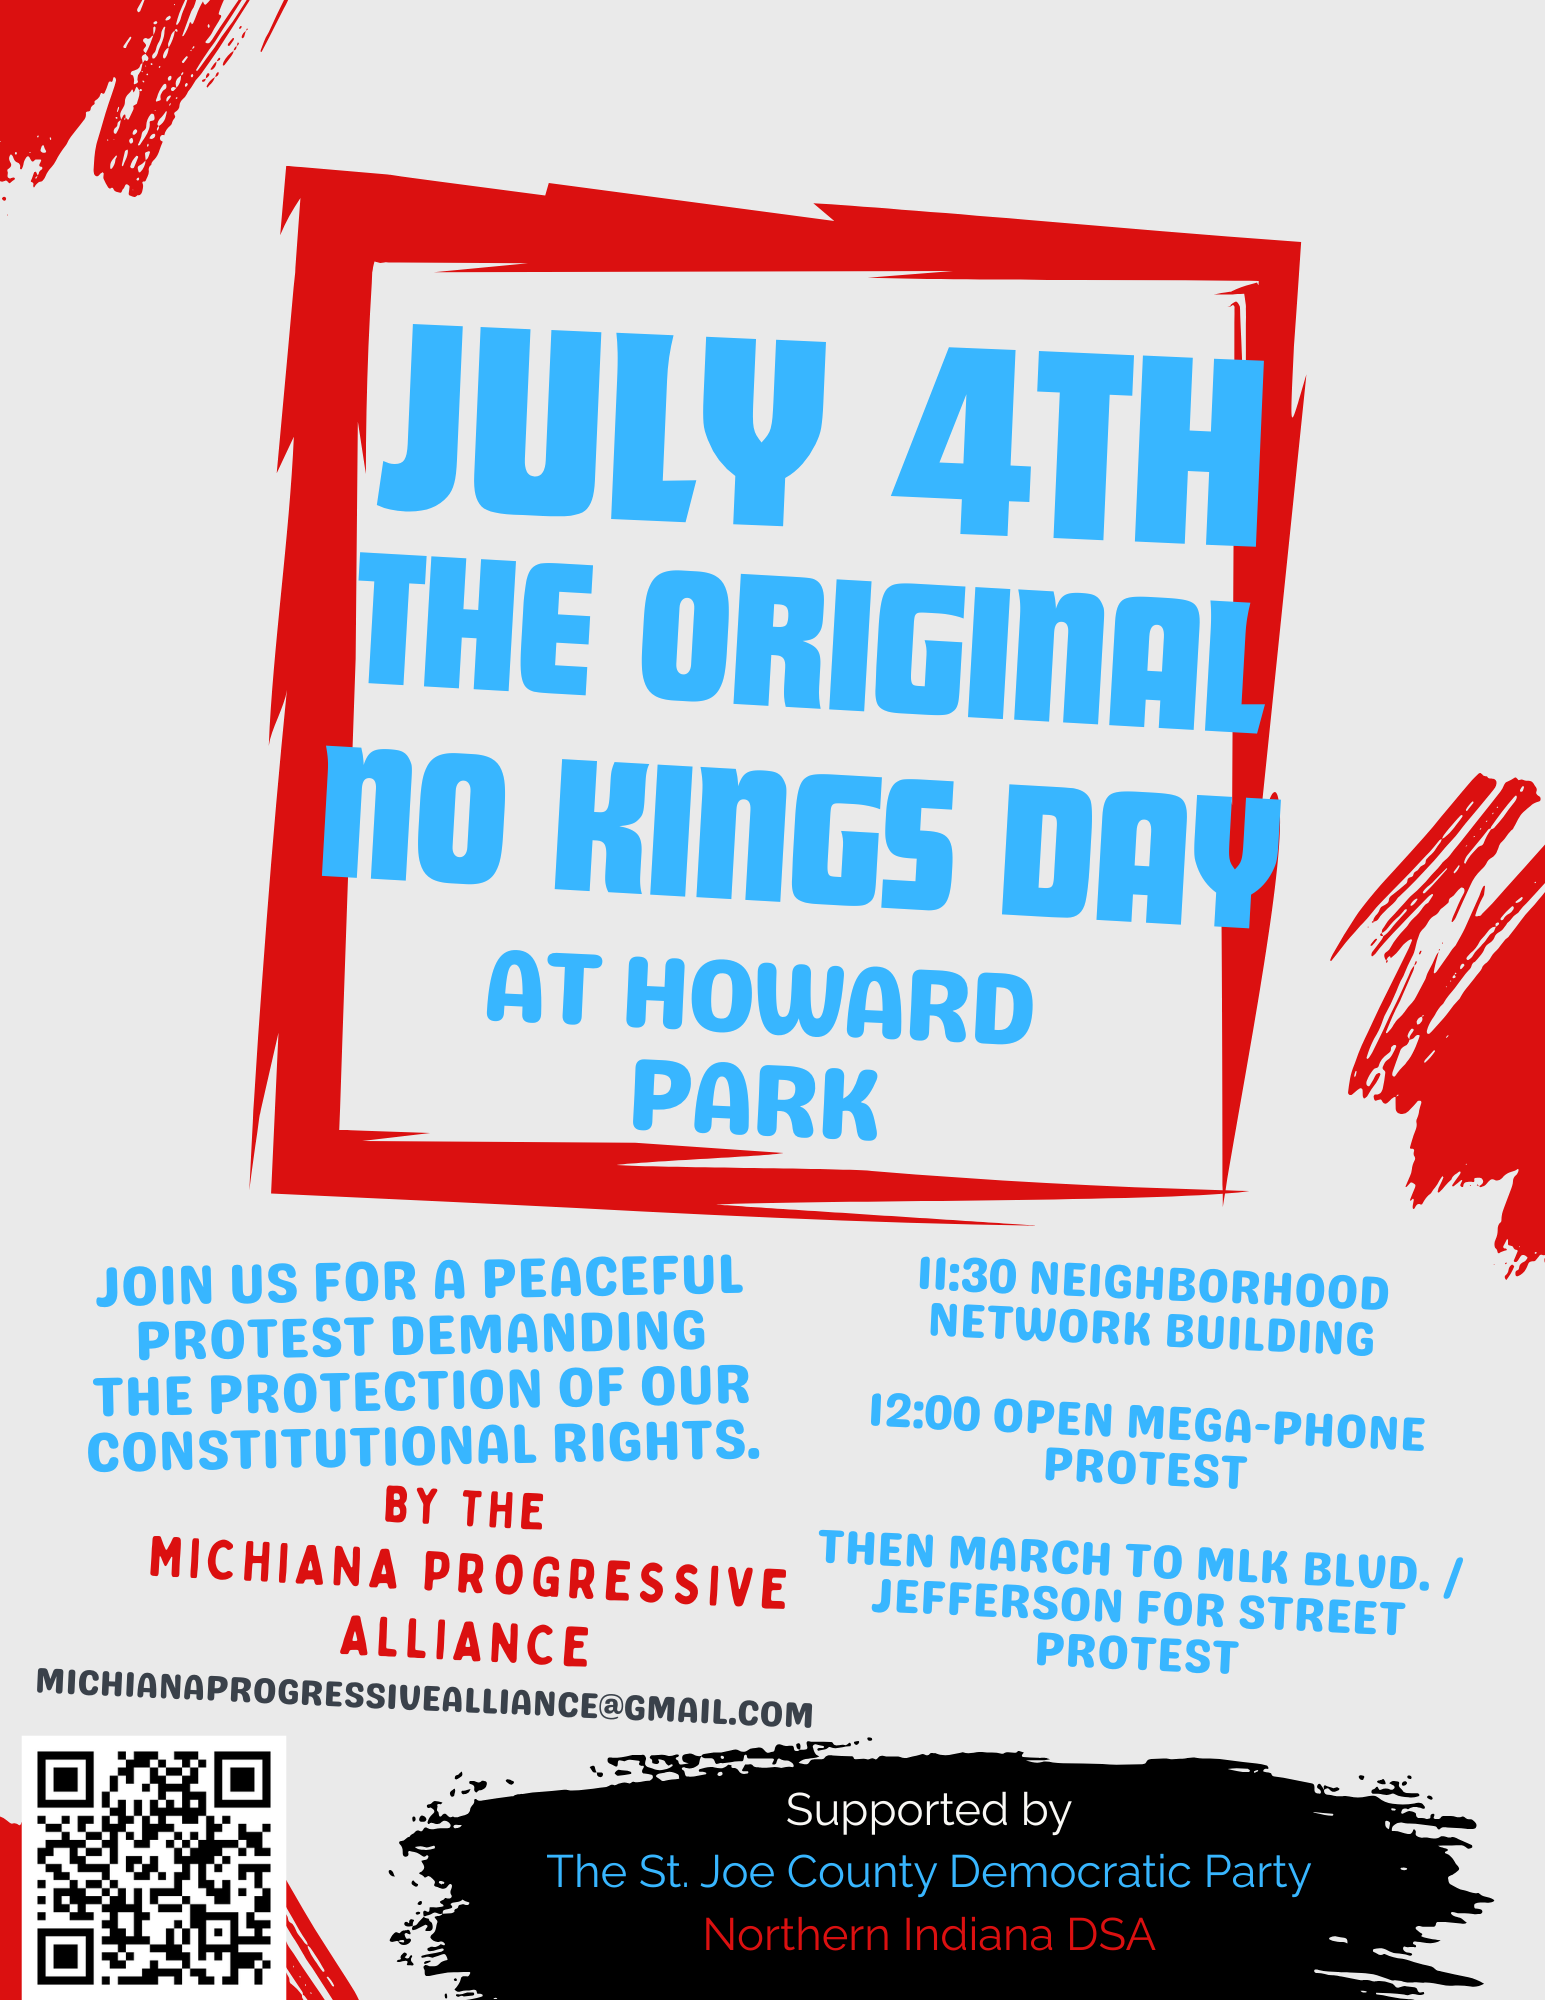 JULY 4TH
THE ORIGINAL
NO KINGS DAY
AT HOWARD
PARK
JOIN US FOR A PEACEFUL
PROTEST DEMANDING
THE PROTECTION OF OUR
CONSTITUTIONAL RIGHTS.
BY THE
MICHIANA PROGRESSIVE
ALLIANCE
MICHIANAPROGRESSIVEALLIANCE@GMAIL.COM
11:30 NEIGHBORHOOD
NETWORK BUILDING
12:00 OPEN MEGA-PHONE
PROTEST
THEN MARCH TO MLK BLVD. /
JEFFERSON FOR STREET
PROTEST
Supported by
The St. Joe County Democratic Party
Northern Indiana DSA